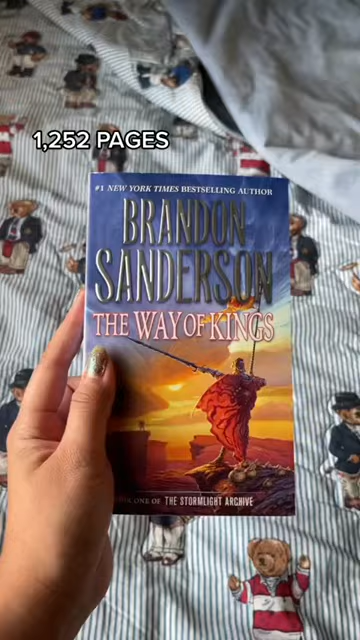 1,252 PAGES
#1 NEW YORK TIMES BESTSELLING AUTHOR
BRANDON
SANDERSON
THE WAY OF KINGS
ONE OF THE STORMLIGHT ARCHIVE